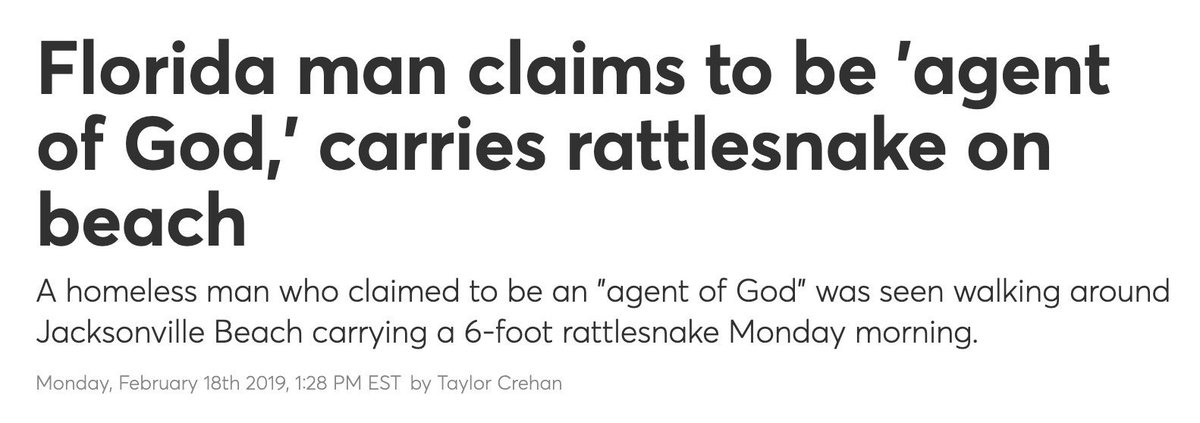 Florida man claims to be 'agent
of God,' carries rattlesnake on
beach
A homeless man who claimed to be an "agent of God" was seen walking around
Jacksonville Beach carrying a 6-foot rattlesnake Monday morning.
Monday, February 18th 2019, 1:28 PM EST by Taylor Crehan